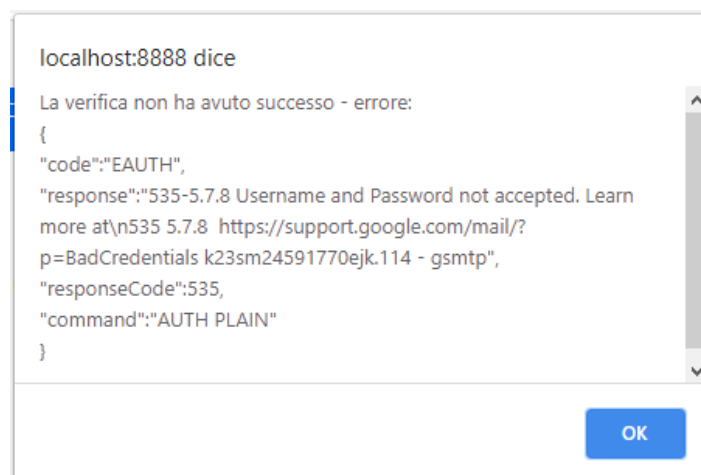 localhost:8888 dice
La verifica non ha avuto successo - errore:
{
"code":"EAUTH",
"response":"535-5.7.8 Username and Password not accepted. Learn
more at\n535 5.7.8  https://support.google.com/mail/?
p=BadCredentials k23sm24591770ejk.114 - gsmtp",
"responseCode":535,
"command":"AUTH PLAIN"
}
OK